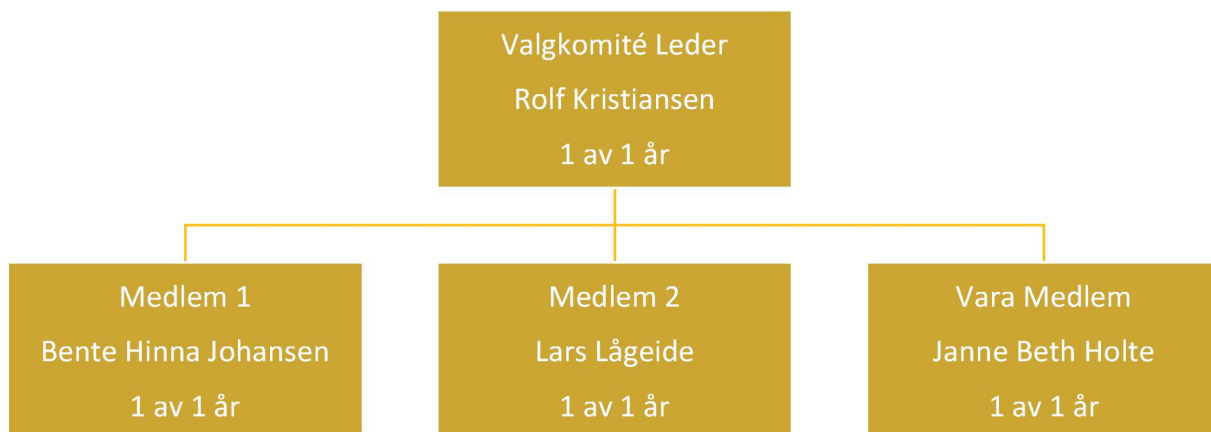 Valgkomité Leder
Rolf Kristiansen
1 av 1 år
Medlem 1
Bente Hinna Johansen
1 av 1 år
Medlem 2
Lars Lågeide
1 av 1 år
Vara Medlem
Janne Beth Holte
1 av 1 år